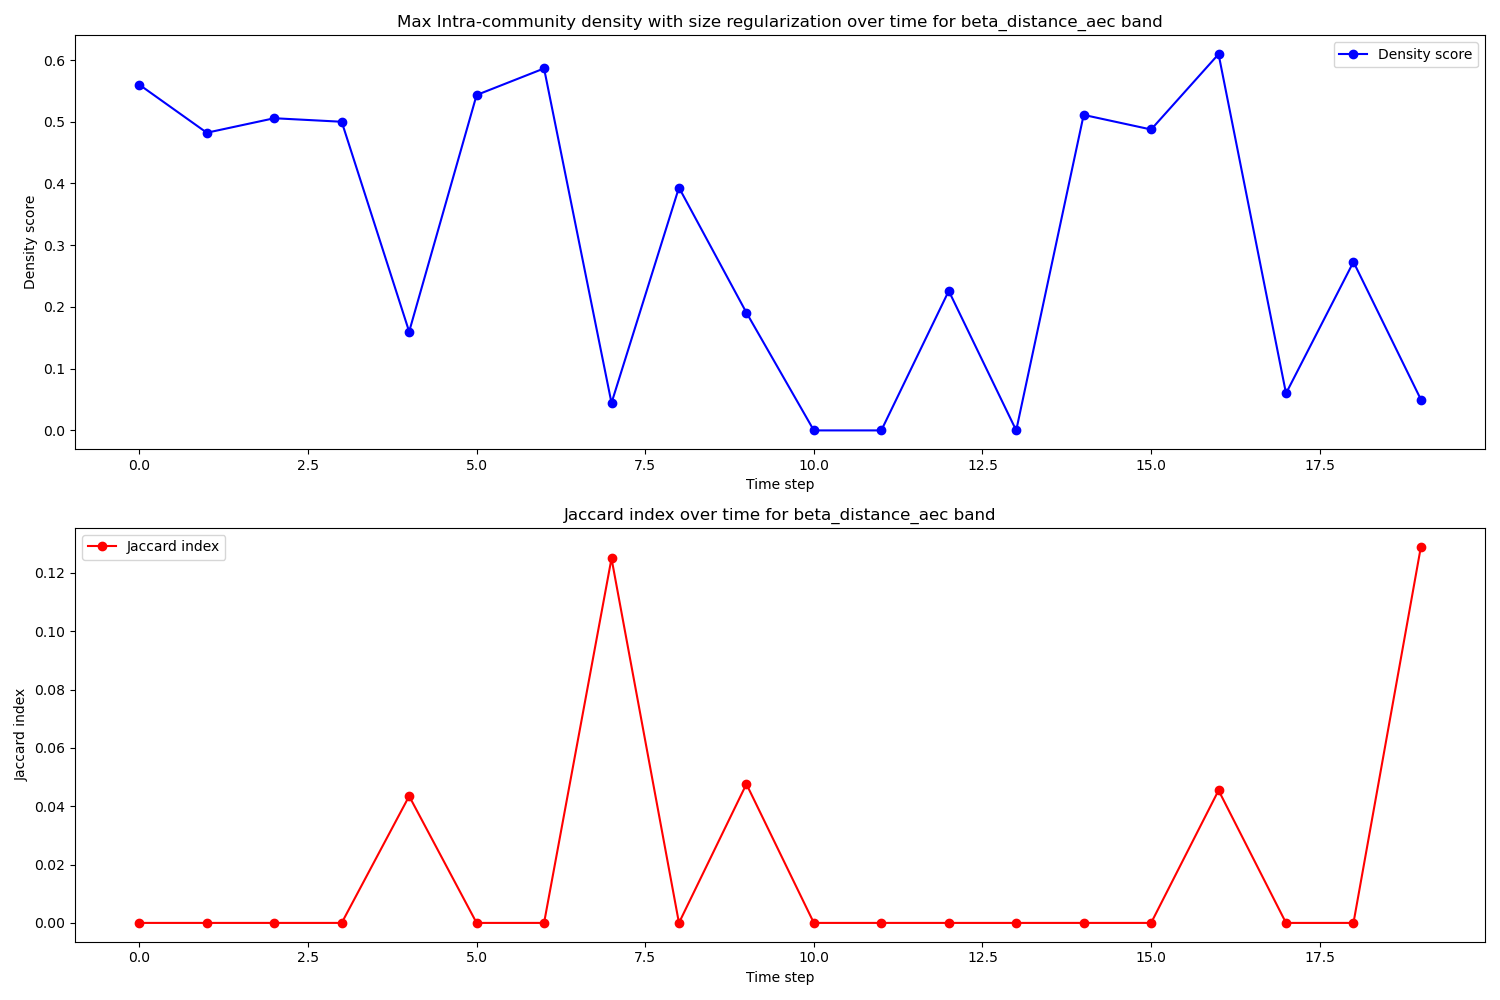 Max Intra-community density with size regularization over time for beta_distance_aec band
Density score
0.6
0.5
0.4
0.3
0.2
0.1
0.0
Density score
0.0 2.5 5.0 7.5 10.0 12.5 15.0 17.5
Time step
Jaccard index over time for beta_distance_aec band
Jaccard index
0.12
0.10
0.08
0.06
0.04
0.02
0.00
Jaccard index
0.0 2.5 5.0 7.5 10.0 12.5 15.0 17.5
Time step